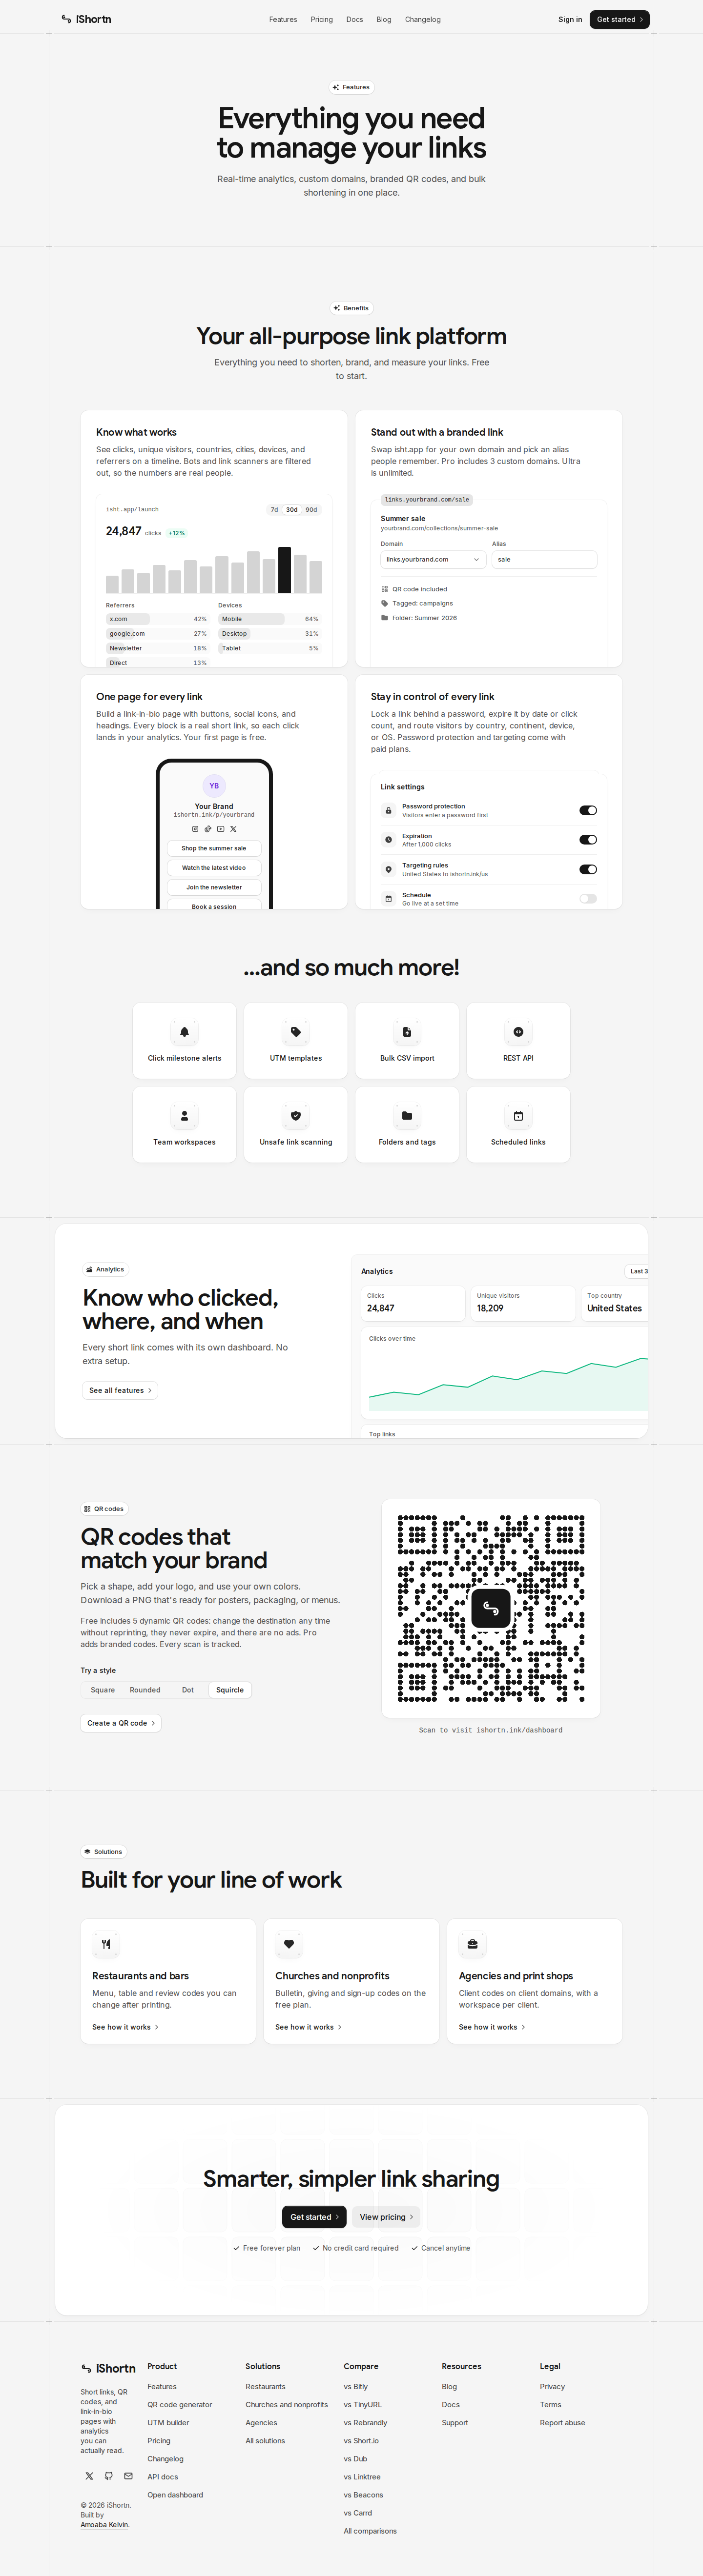 iShortn
Features
Pricing
Docs
Blog
Changelog
Sign in
Get started
Features
Everything you need
to manage your links
Real-time analytics, custom domains, branded QR codes, and bulk
shortening in one place.
Benefits
Your all-purpose link platform
Everything you need to shorten, brand, and measure your links. Free
to start.
Know what works
See clicks, unique visitors, countries, cities, devices, and
referrers on a timeline. Bots and link scanners are filtered
out, so the numbers are real people.
isht.app/launch
7d 30d 90d
24,847 clicks +12%
Referrers
x.com 42%
google.com 27%
Newsletter 18%
Direct 13%
Devices
Mobile 64%
Desktop 31%
Tablet 5%
Stand out with a branded link
Swap isht.app for your own domain and pick an alias
people remember. Pro includes 3 custom domains. Ultra
is unlimited.
links.yourbrand.com/sale
Summer sale
yourbrand.com/collections/summer-sale
Domain
links.yourbrand.com
Alias
sale
QR code included
Tagged: campaigns
Folder: Summer 2026
One page for every link
Build a link-in-bio page with buttons, social icons, and
headings. Every block is a real short link, so each click
lands in your analytics. Your first page is free.
YB
Your Brand
ishortn.ink/p/yourbrand
Shop the summer sale
Watch the latest video
Join the newsletter
Book a session
Stay in control of every link
Lock a link behind a password, expire it by date or click
count, and route visitors by country, continent, device,
or OS. Password protection and targeting come with
paid plans.
Link settings
Password protection
Visitors enter a password first
Expiration
After 1,000 clicks
Targeting rules
United States to ishortn.ink/us
Schedule
Go live at a set time
...and so much more!
Click milestone alerts
UTM templates
Bulk CSV import
REST API
Team workspaces
Unsafe link scanning
Folders and tags
Scheduled links
Analytics
Know who clicked,
where, and when
Every short link comes with its own dashboard. No
extra setup.
See all features
Analytics
Last 3
Clicks
24,847
Unique visitors
18,209
Top country
United States
Clicks over time
Top links
QR codes
QR codes that
match your brand
Pick a shape, add your logo, and use your own colors.
Download a PNG that's ready for posters, packaging, or menus.
Free includes 5 dynamic QR codes: change the destination any time
without reprinting, they never expire, and there are no ads. Pro
adds branded codes. Every scan is tracked.
Try a style
Square Rounded Dot Squircle
Create a QR code
Scan to visit ishortn.ink/dashboard
Solutions
Built for your line of work
Restaurants and bars
Menu, table and review codes you can
change after printing.
See how it works
Churches and nonprofits
Bulletin, giving and sign-up codes on the
free plan.
See how it works
Agencies and print shops
Client codes on client domains, with a
workspace per client.
See how it works
Smarter, simpler link sharing
Get started
View pricing
Free forever plan
No credit card required
Cancel anytime
iShortn
Short links, QR
codes, and
link-in-bio
pages with
analytics
you can
actually read.
© 2026 iShortn.
Built by
Amoaba Kelvin.
Product
Features
QR code generator
UTM builder
Pricing
Changelog
API docs
Open dashboard
Solutions
Restaurants
Churches and nonprofits
Agencies
All solutions
Compare
vs Bitly
vs TinyURL
vs Rebrandly
vs Short.io
vs Dub
vs Linktree
vs Beacons
vs Carrd
All comparisons
Resources
Blog
Docs
Support
Legal
Privacy
Terms
Report abuse